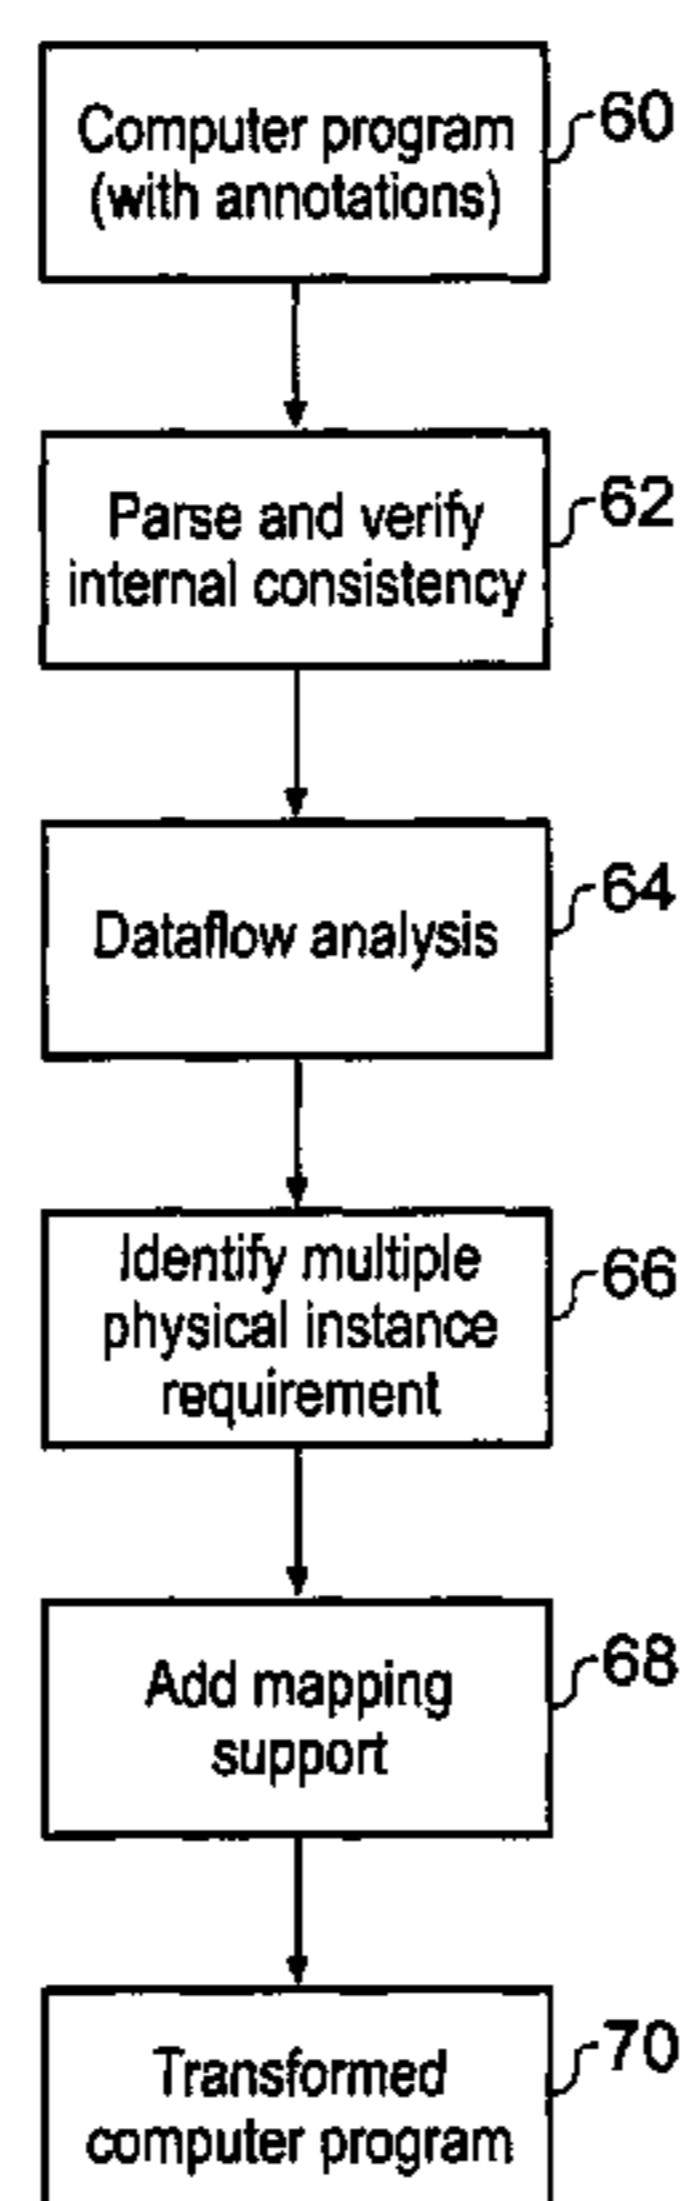 Computer program
(with annotations)
60
Parse and verify
internal consistency
62
Dataflow analysis
64
Identify multiple
physical instance
requirement
66
Add mapping
support
68
Transformed
computer program
70